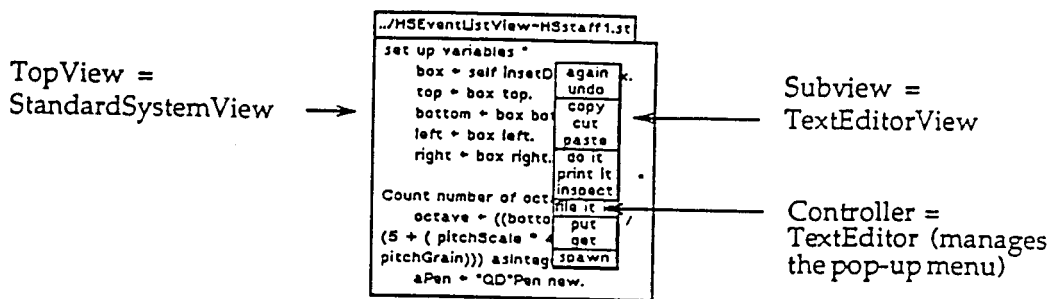 ../HSEventListView-HSstaff1.st
set up variables "
box ← self insetD
top ← box top.
bottom ← box bot
left ← box left.
right ← box right.
Count number of octa
octave ← ((botto /
(5 + ( pitchScale * 4
pitchGrain))) asInteg
aPen ← "QD"Pen new.
again
undo
copy
cut
paste
do it
print it
inspect
file it i
put
get
spawn
TopView =
StandardSystemView
Subview =
TextEditorView
Controller =
TextEditor (manages
the pop-up menu)